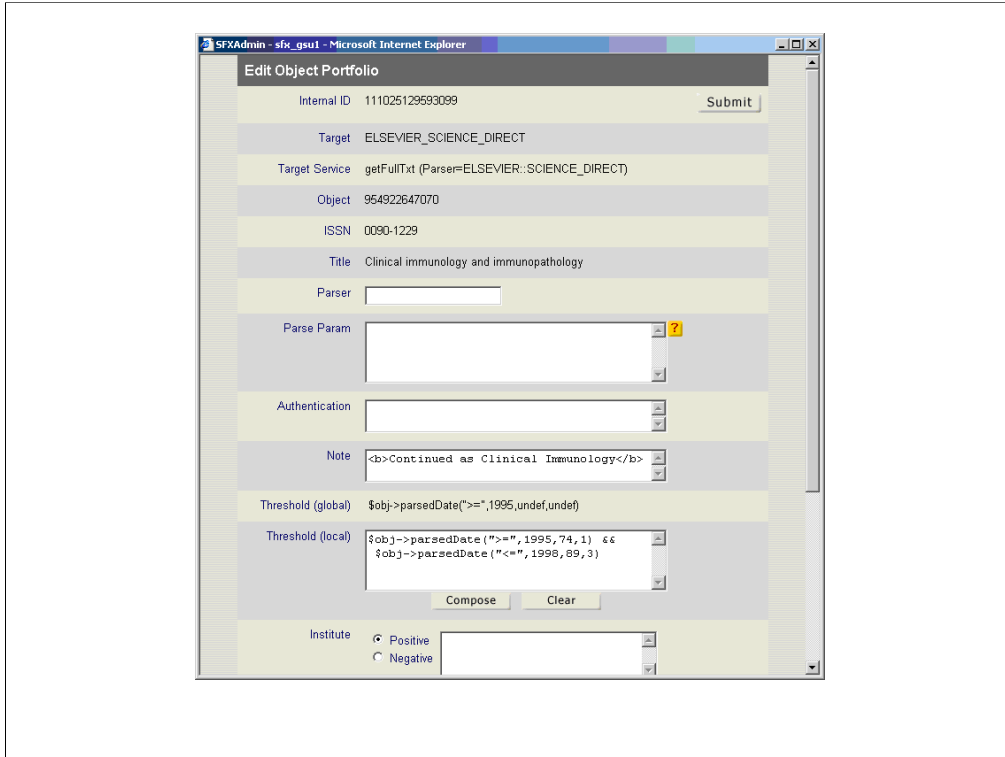 SFXAdmin - sfx_gsu1 - Microsoft Internet Explorer
Edit Object Portfolio
Internal ID 111025129593099 Submit
Target ELSEVIER_SCIENCE_DIRECT
Target Service getFullTxt (Parser=ELSEVIER::SCIENCE_DIRECT)
Object 954922647070
ISSN 0090-1229
Title Clinical immunology and immunopathology
Parser
Parse Param ?
Authentication
Note <b>Continued as Clinical Immunology</b>
Threshold (global) $obj->parsedDate(">=",1995,undef,undef)
Threshold (local) $obj->parsedDate(">=",1995,74,1) &&
$obj->parsedDate("<=",1998,89,3)
Compose Clear
Institute Positive
Negative